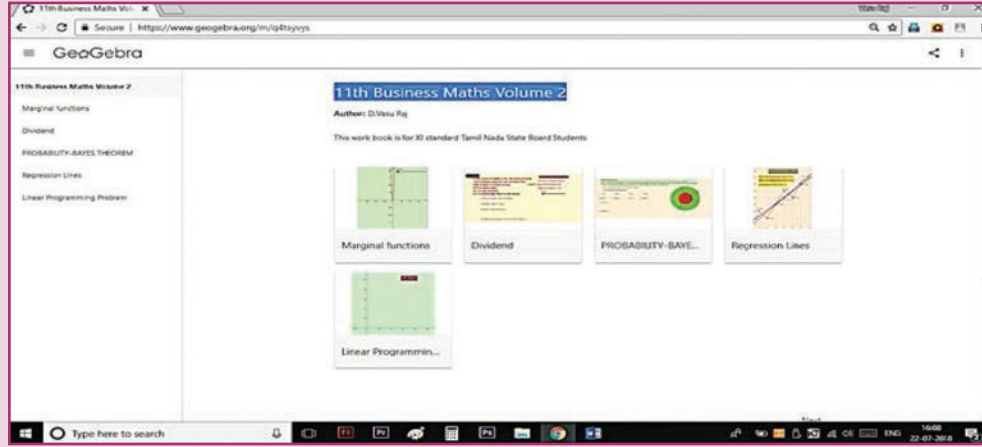 11th Business Maths Vol
Secure | https://www.geogebra.org/m/q4tsyvys
GeoGebra
11th Business Maths Volume 2
Marginal functions
Dividend
PROBABILITY-BAYES THEOREM
Regression Lines
Linear Programming Problem
11th Business Maths Volume 2
Author: D.Vasu Raj
This work book is for XI standard Tamil Nadu State Board Students
Marginal functions
Dividend
PROBABILITY-BAYE...
Regression Lines
Linear Programmin...
Type here to search
Pr
Ps
ENG
16:08
22-07-2018